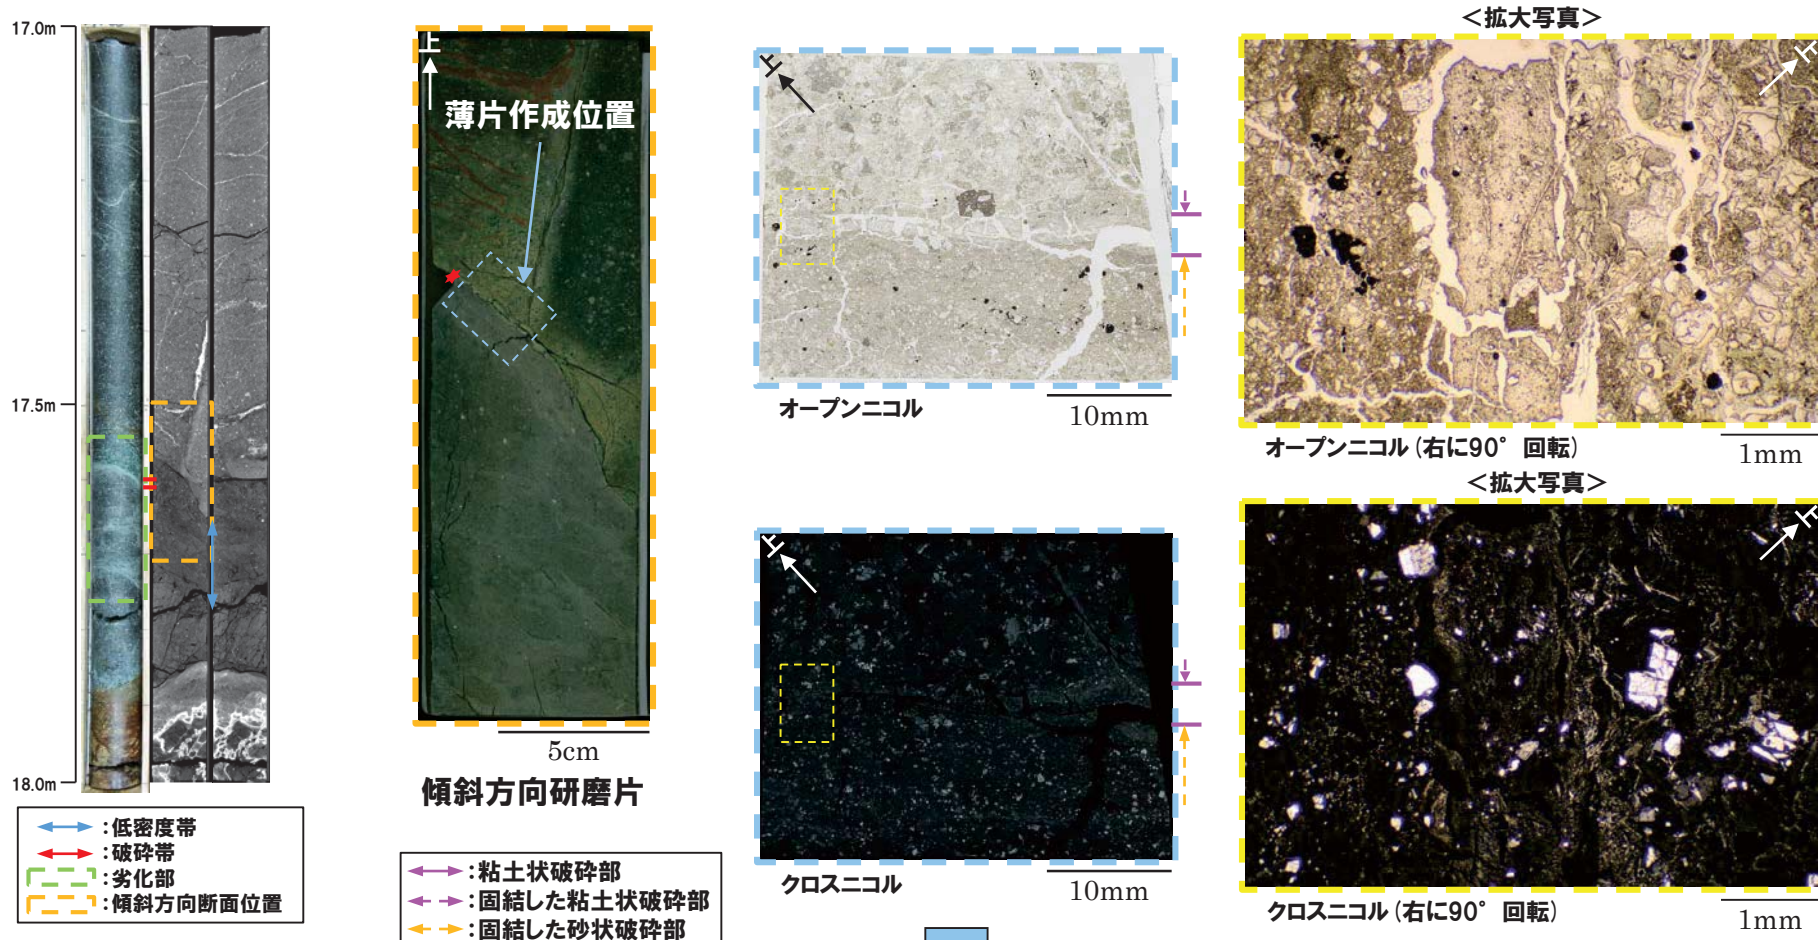 17.0m
17.5m
18.0m
:低密度帯
:破砕帯
:劣化部
:傾斜方向断面位置
上
薄片作成位置
5cm
傾斜方向研磨片
:粘土状破砕部
:固結した粘土状破砕部
:固結した砂状破砕部
上
オープンニコル
10mm
上
クロスニコル
10mm
<拡大写真>
上
オープンニコル(右に90°回転)
1mm
<拡大写真>
上
クロスニコル(右に90°回転)
1mm